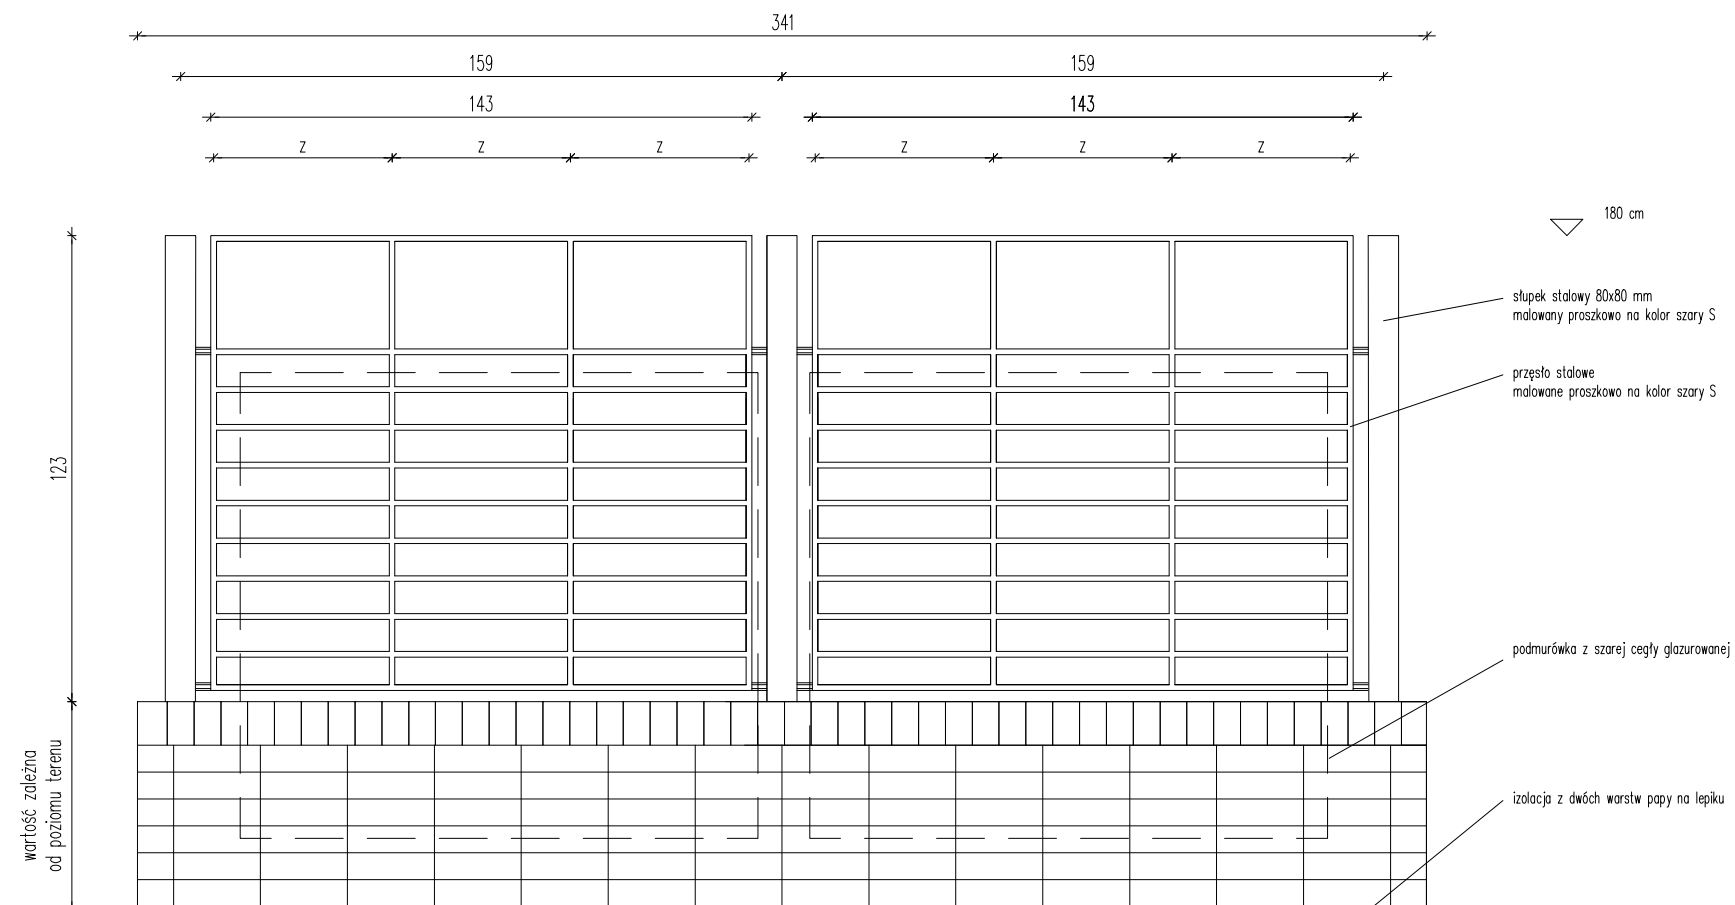 341
159 159
143 143
z z z z z z
180 cm
słupek stalowy 80x80 mm
malowany proszkowo na kolor szary S
przęsło stalowe
malowane proszkowo na kolor szary S
123
podmurówka z szarej cegły glazurowanej
wartość zależna
od poziomu terenu
izolacja z dwóch warstw papy na lepiku